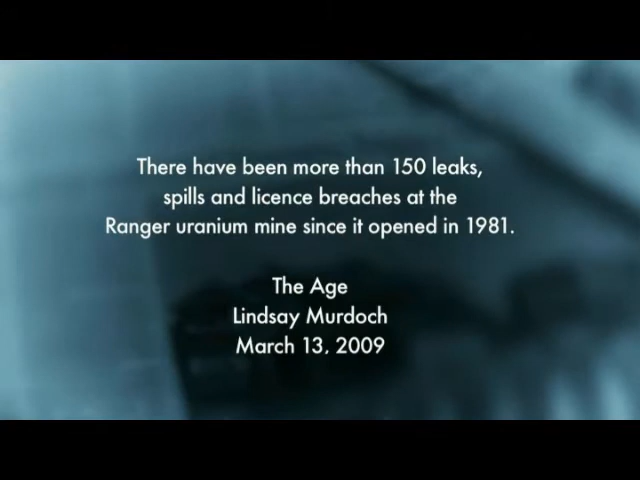 There have been more than 150 leaks,
spills and licence breaches at the
Ranger uranium mine since it opened in 1981.
The Age
Lindsay Murdoch
March 13, 2009